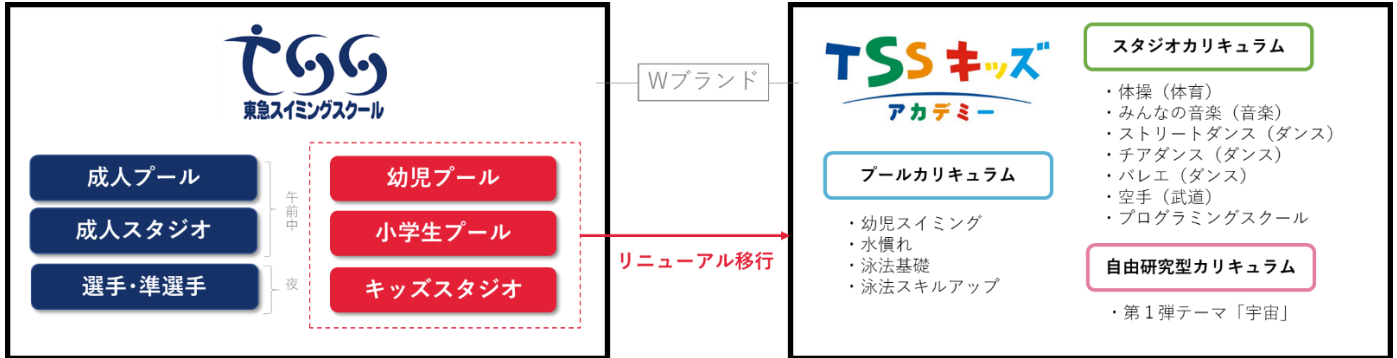 TSS
東急スイミングスクール
成人プール
成人スタジオ
選手・準選手
午前中
夜
幼児プール
小学生プール
キッズスタジオ
Wブランド
リニューアル移行
TSS キッズ
アカデミー
プールカリキュラム
・幼児スイミング
・水慣れ
・泳法基礎
・泳法スキルアップ
スタジオカリキュラム
・体操（体育）
・みんなの音楽（音楽）
・ストリートダンス（ダンス）
・チアダンス（ダンス）
・バレエ（ダンス）
・空手（武道）
・プログラミングスクール
自由研究型カリキュラム
・第１弾テーマ「宇宙」